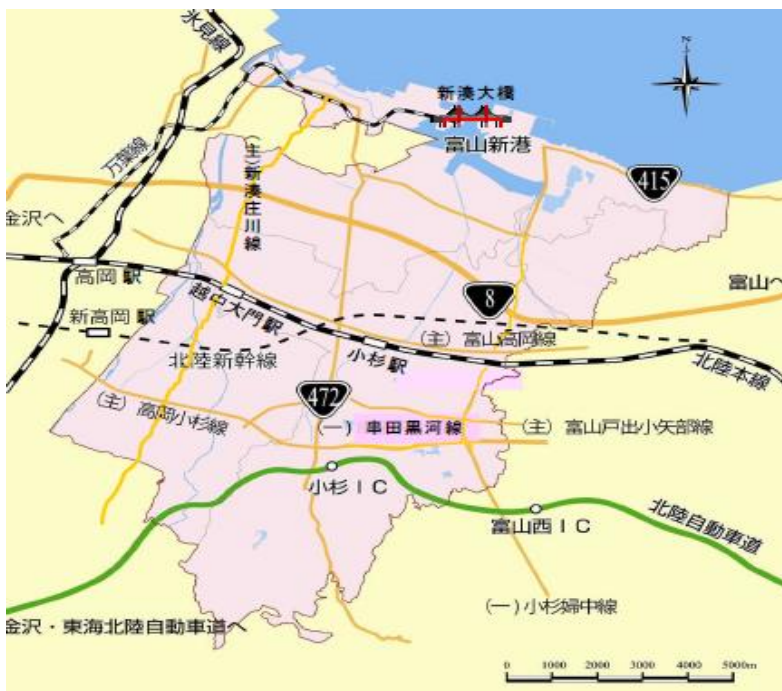 氷見線
新湊大橋
富山新港
N
万葉線
(主)新湊庄川線
415
金沢へ
高岡駅
越中大門駅
8
富山へ
新高岡駅
(主)富山高岡線
小杉駅
北陸新幹線
北陸本線
472
(主)高岡小杉線
(一)串田黒河線
(主)富山戸出小矢部線
小杉IC
富山西IC
北陸自動車道
(一)小杉婦中線
金沢・東海北陸自動車道へ
0 1000 2000 3000 4000 5000m